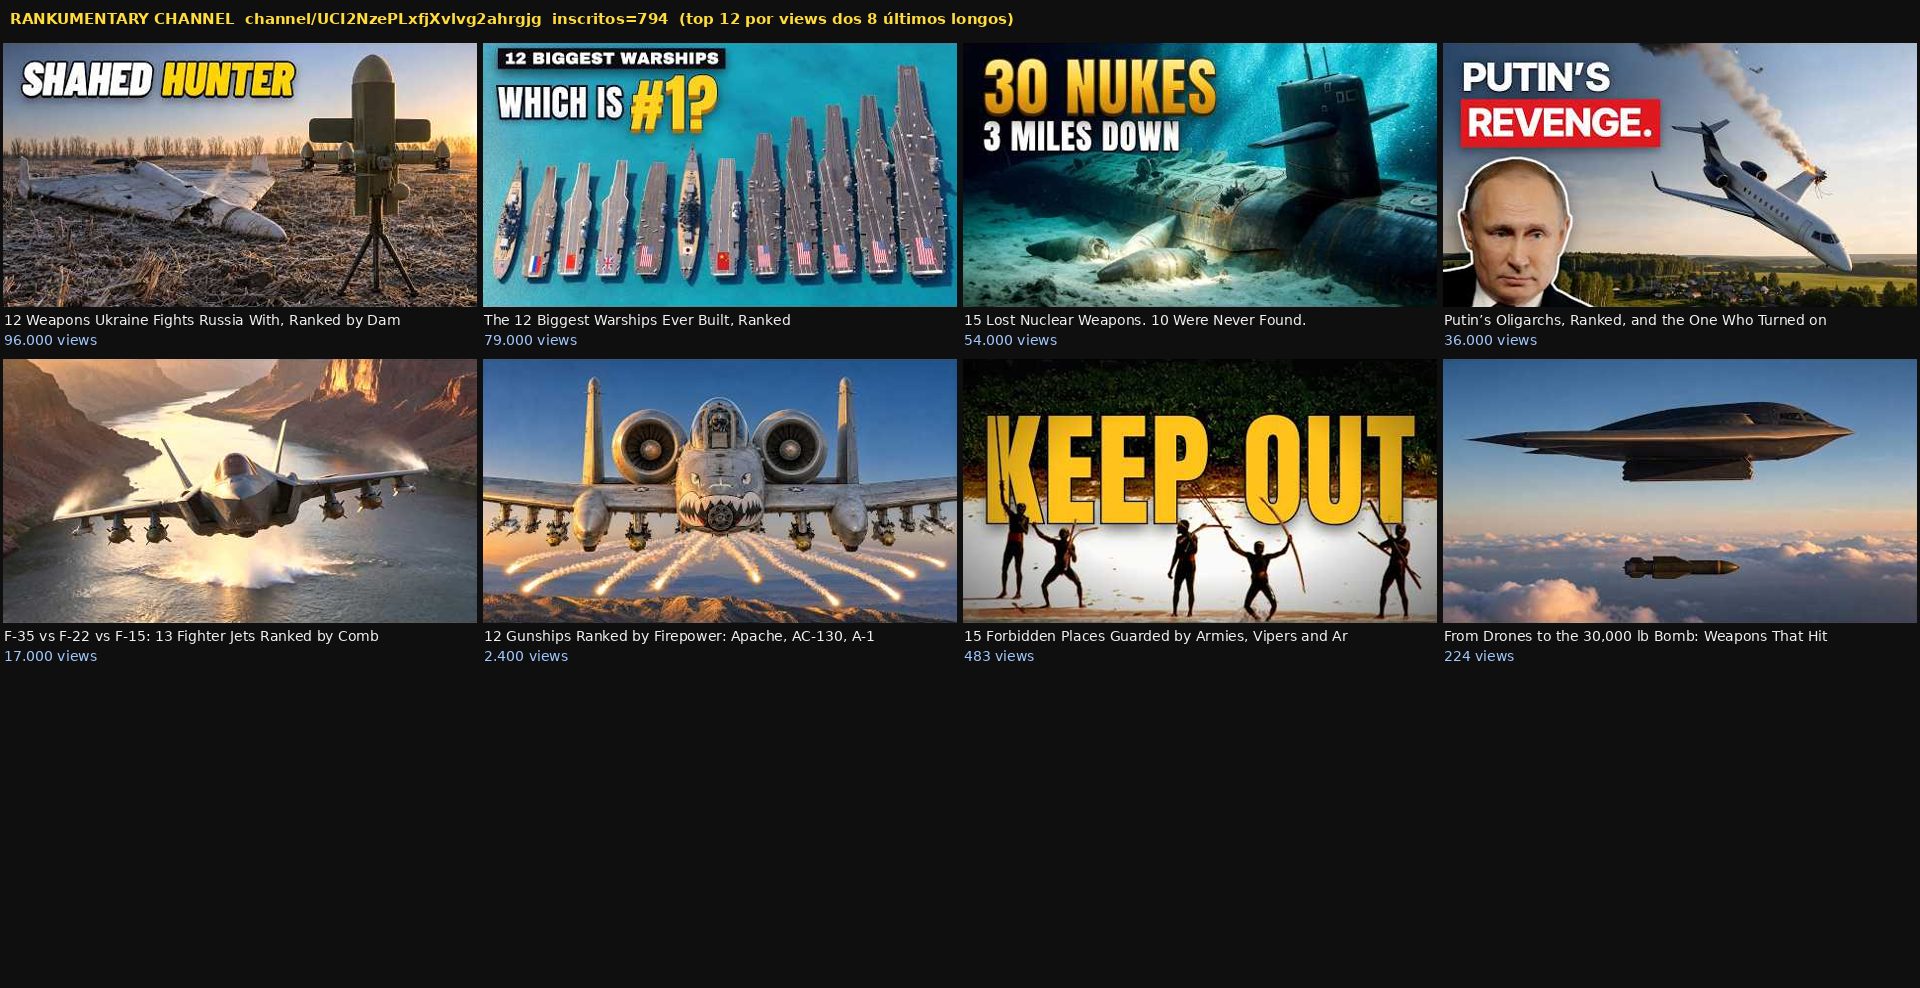 RANKUMENTARY CHANNEL channel/UCI2NzePLxfjXvIvg2ahrgjg inscritos=794 (top 12 por views dos 8 últimos longos)
SHAHED HUNTER
12 BIGGEST WARSHIPS
WHICH IS #1?
30 NUKES
3 MILES DOWN
PUTIN'S
REVENGE.
12 Weapons Ukraine Fights Russia With, Ranked by Dam
96.000 views
The 12 Biggest Warships Ever Built, Ranked
79.000 views
15 Lost Nuclear Weapons. 10 Were Never Found.
54.000 views
Putin’s Oligarchs, Ranked, and the One Who Turned on
36.000 views
KEEP OUT
F-35 vs F-22 vs F-15: 13 Fighter Jets Ranked by Comb
17.000 views
12 Gunships Ranked by Firepower: Apache, AC-130, A-1
2.400 views
15 Forbidden Places Guarded by Armies, Vipers and Ar
483 views
From Drones to the 30,000 lb Bomb: Weapons That Hit
224 views